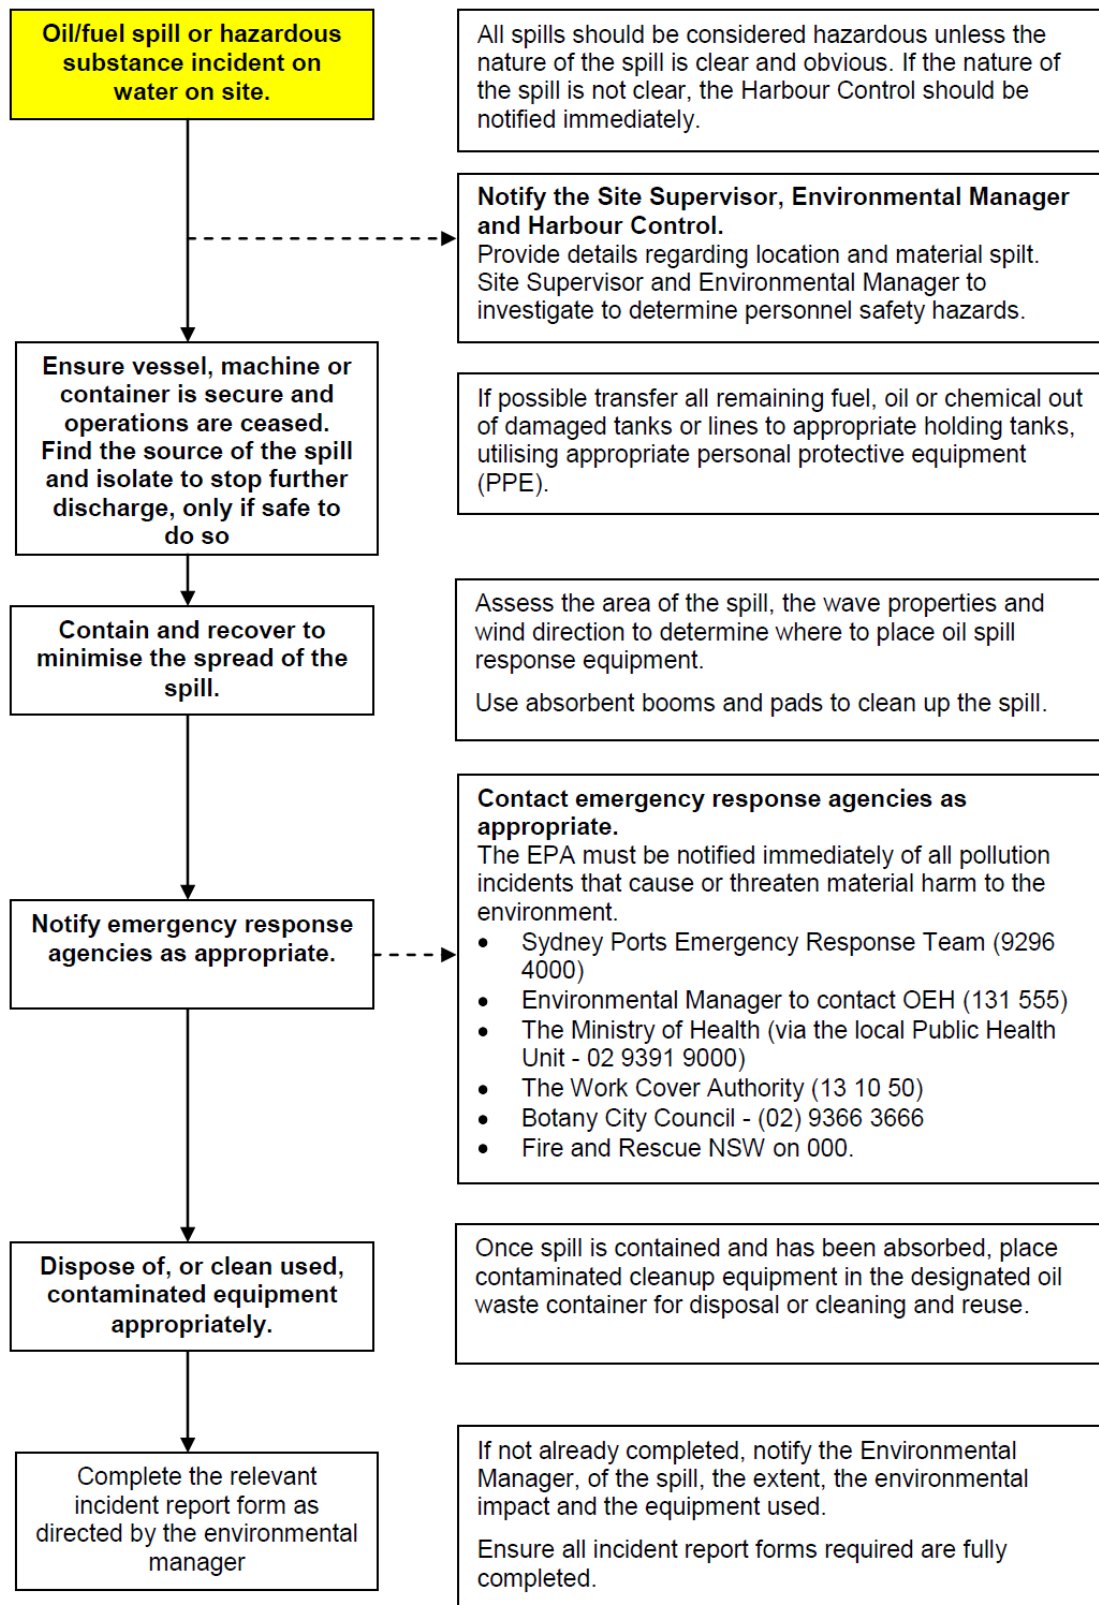 Oil/fuel spill or hazardous
substance incident on
water on site.
All spills should be considered hazardous unless the
nature of the spill is clear and obvious. If the nature of
the spill is not clear, the Harbour Control should be
notified immediately.
Notify the Site Supervisor, Environmental Manager
and Harbour Control.
Provide details regarding location and material spilt.
Site Supervisor and Environmental Manager to
investigate to determine personnel safety hazards.
Ensure vessel, machine or
container is secure and
operations are ceased.
Find the source of the spill
and isolate to stop further
discharge, only if safe to
do so
If possible transfer all remaining fuel, oil or chemical out
of damaged tanks or lines to appropriate holding tanks,
utilising appropriate personal protective equipment
(PPE).
Contain and recover to
minimise the spread of the
spill.
Assess the area of the spill, the wave properties and
wind direction to determine where to place oil spill
response equipment.
Use absorbent booms and pads to clean up the spill.
Notify emergency response
agencies as appropriate.
Contact emergency response agencies as
appropriate.
The EPA must be notified immediately of all pollution
incidents that cause or threaten material harm to the
environment.
• Sydney Ports Emergency Response Team (9296
4000)
• Environmental Manager to contact OEH (131 555)
• The Ministry of Health (via the local Public Health
Unit - 02 9391 9000)
• The Work Cover Authority (13 10 50)
• Botany City Council - (02) 9366 3666
• Fire and Rescue NSW on 000.
Dispose of, or clean used,
contaminated equipment
appropriately.
Once spill is contained and has been absorbed, place
contaminated cleanup equipment in the designated oil
waste container for disposal or cleaning and reuse.
Complete the relevant
incident report form as
directed by the environmental
manager
If not already completed, notify the Environmental
Manager, of the spill, the extent, the environmental
impact and the equipment used.
Ensure all incident report forms required are fully
completed.